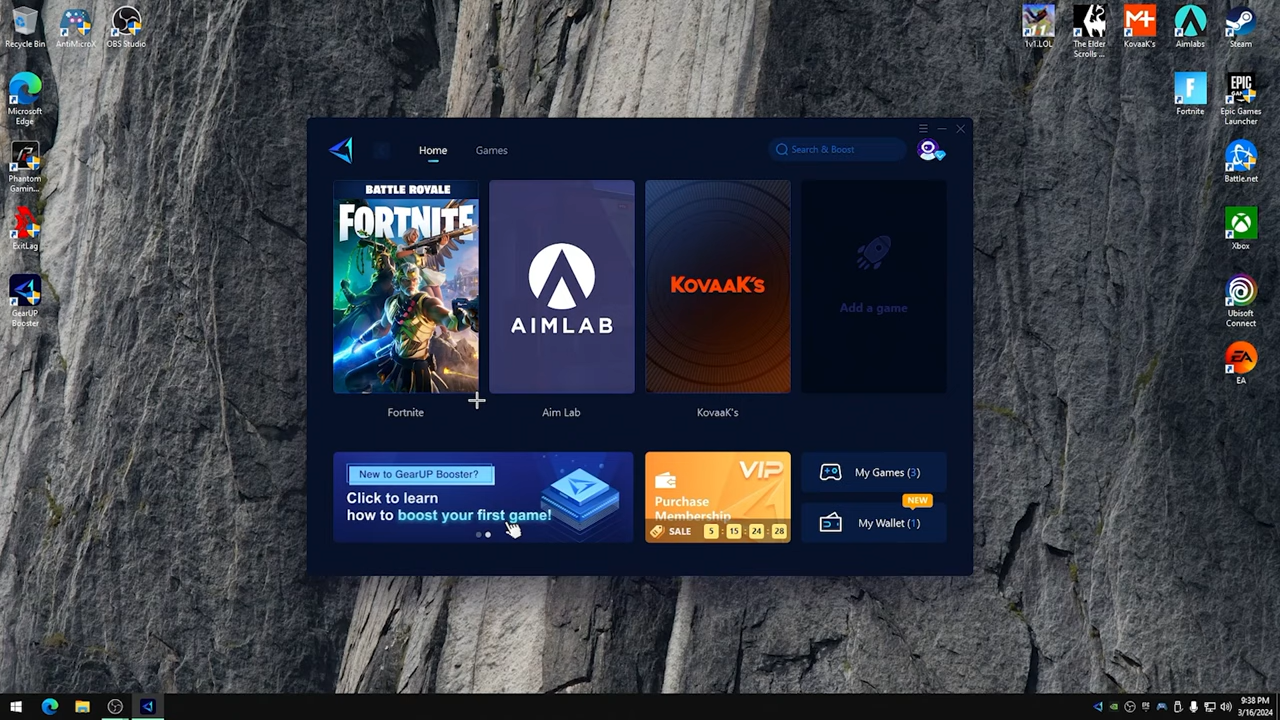 Recycle Bin
AntiMicroX
OBS Studio
Microsoft
Edge
Phantom
Gamin...
ExitLag
GearUP
Booster
1v1.LOL
The Elder
Scrolls ...
KovaaK's
Aimlabs
Steam
Fortnite
EPIC
Epic Games
Launcher
Battle.net
Xbox
Ubisoft
Connect
EA
EA
Home
Games
Search & Boost
BATTLE ROYALE
FORTNITE
AIMLAB
KOVAAK'S
Add a game
Fortnite
Aim Lab
KovaaK's
New to GearUP Booster?
Click to learn
how to boost your first game!
VIP
Purchase
Membership
SALE 5 : 15 : 24 : 28
My Games (3)
NEW
My Wallet (1)
9:38 PM
3/16/2024